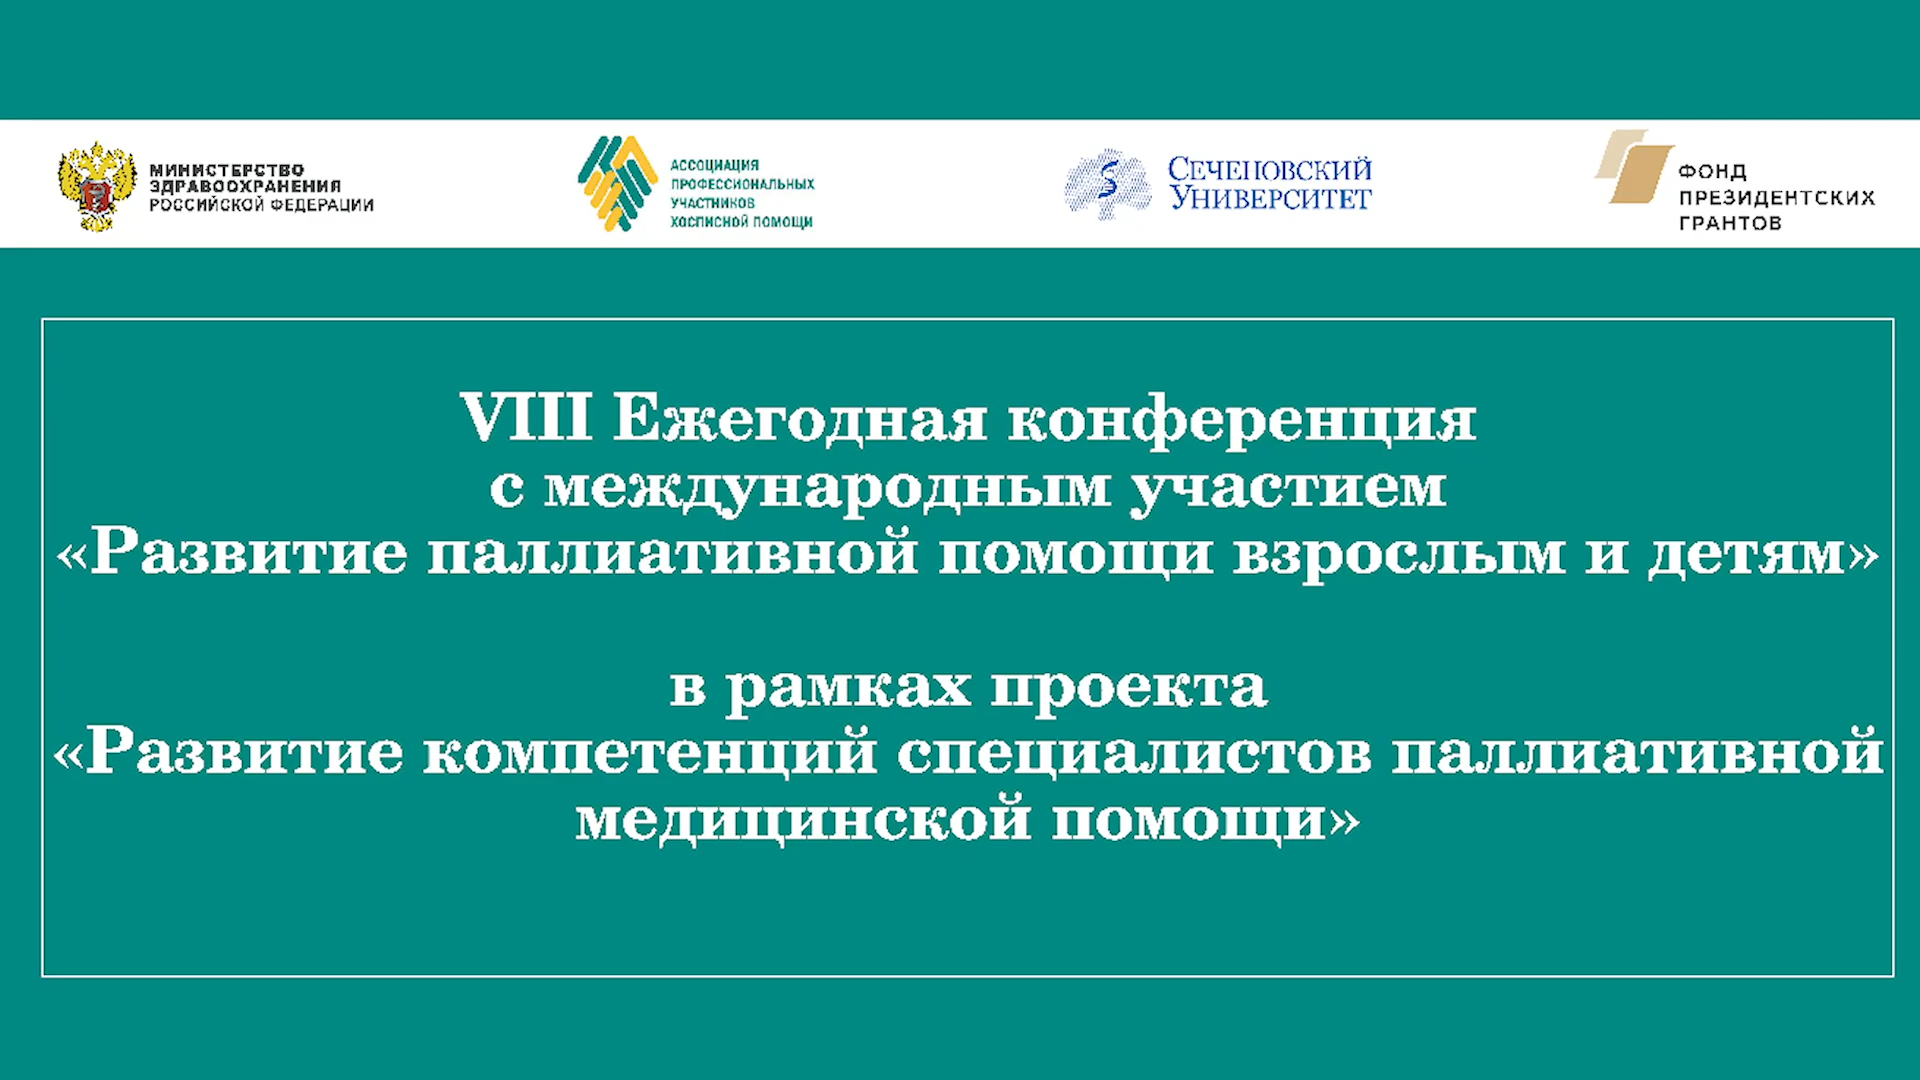 МИНИСТЕРСТВО
ЗДРАВООХРАНЕНИЯ
РОССИЙСКОЙ ФЕДЕРАЦИИ
АССОЦИАЦИЯ
ПРОФЕССИОНАЛЬНЫХ
УЧАСТНИКОВ
ХОСПИСНОЙ ПОМОЩИ
СЕЧЕНОВСКИЙ
УНИВЕРСИТЕТ
ФОНД
ПРЕЗИДЕНТСКИХ
ГРАНТОВ
VIII Ежегодная конференция
с международным участием
«Развитие паллиативной помощи взрослым и детям»
в рамках проекта
«Развитие компетенций специалистов паллиативной
медицинской помощи»